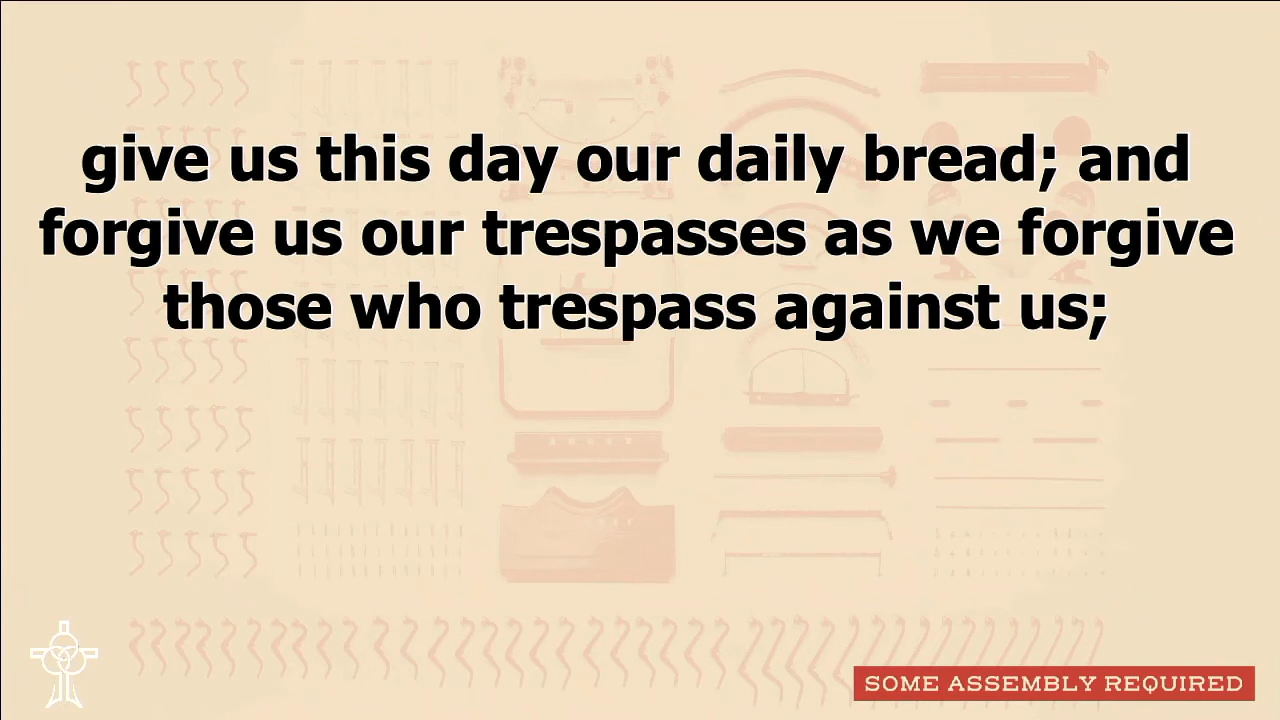 give us this day our daily bread; and
forgive us our trespasses as we forgive
those who trespass against us;
SOME ASSEMBLY REQUIRED